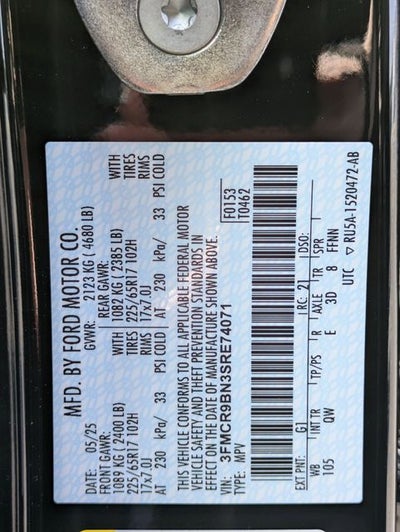 MFD. BY FORD MOTOR CO.
DATE: 05/25 GVWR: 2123 KG ( 4680 LB)
FRONT GAWR: REAR GAWR:
1089 KG ( 2400 LB) 1082 KG ( 2385 LB) WITH
225/65R17 102H 225/65R17 102H TIRES
17x7.0J 17x7.0J RIMS
AT 230 kPa/ 33 PSI COLD AT 230 kPa/ 33 PSI COLD
THIS VEHICLE CONFORMS TO ALL APPLICABLE FEDERAL MOTOR
VEHICLE SAFETY AND THEFT PREVENTION STANDARDS IN
EFFECT ON THE DATE OF MANUFACTURE SHOWN ABOVE.
VIN: 3FMCR9BN3SRE74071 F0153
TYPE: MPV T0462
EXT PNT: G1 RC: 21 DSO:
WB INT TR TP/PS R AXLE TR SPR
105 QW E 3D 8 FFNN
UTC ▽ RU5A-1520472-AB